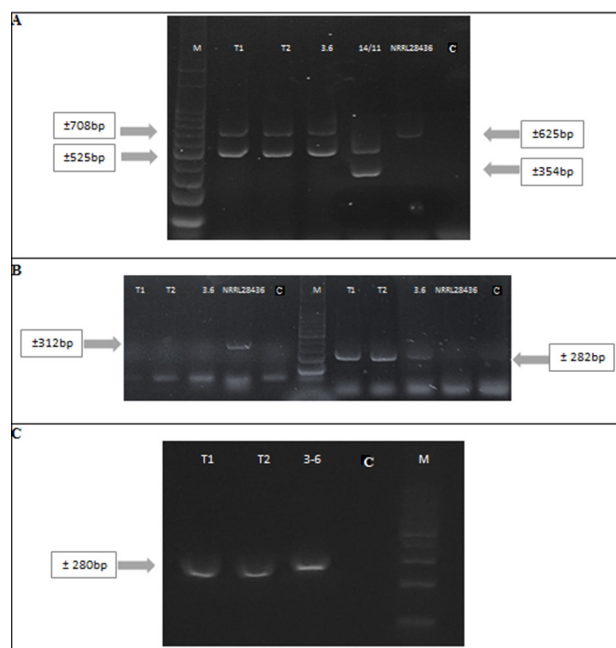 A
M T1 T2 3.6 14/11 NRRL28436 C
±708bp
±625bp
±525bp
±354bp
B
T1 T2 3.6 NRRL28436 C M T1 T2 3.6 NRRL28436 C
±312bp
± 282bp
C
T1 T2 3-6 C M
± 280bp